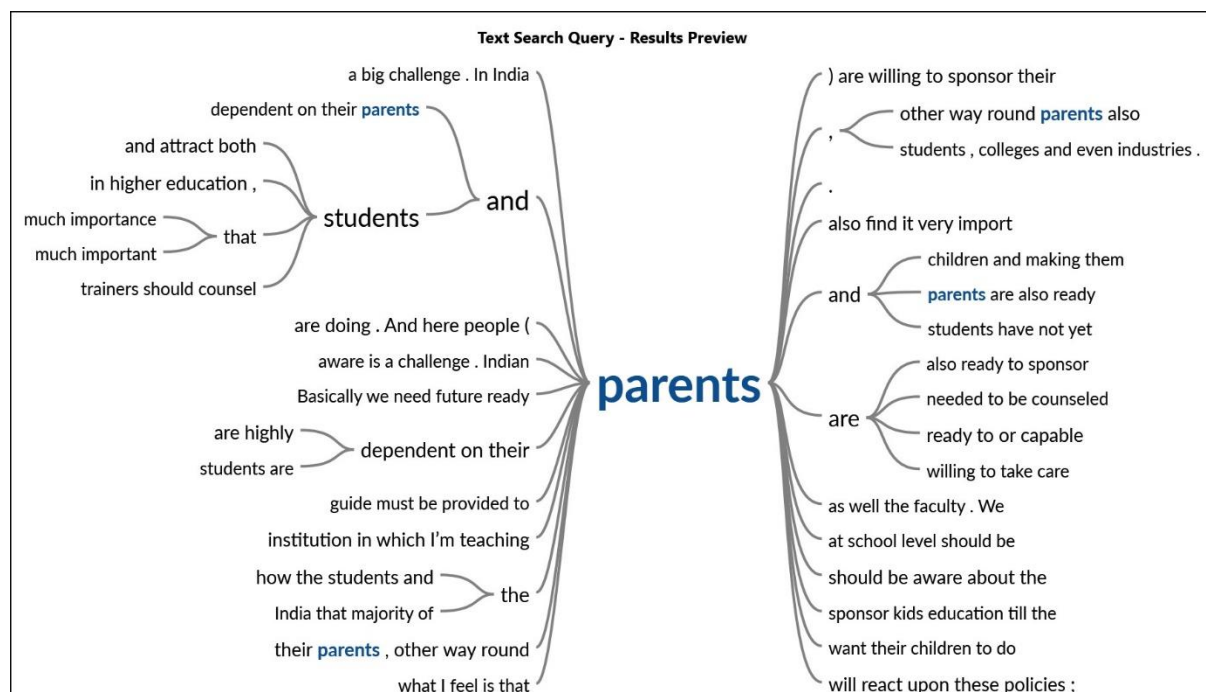 Text Search Query - Results Preview
a big challenge . In India
dependent on their parents
and attract both
in higher education ,
much importance
much important
that
trainers should counsel
students
and
are doing . And here people (
aware is a challenge . Indian
Basically we need future ready
are highly
students are
dependent on their
guide must be provided to
institution in which I'm teaching
how the students and
India that majority of
the
their parents , other way round
what I feel is that
parents
) are willing to sponsor their
,
other way round parents also
students , colleges and even industries .
.
also find it very import
and
children and making them
parents are also ready
students have not yet
are
also ready to sponsor
needed to be counseled
ready to or capable
willing to take care
as well the faculty . We
at school level should be
should be aware about the
sponsor kids education till the
want their children to do
will react upon these policies ;